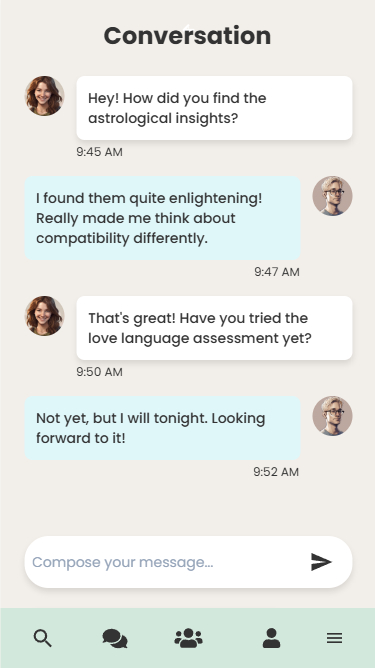 Conversation
Hey! How did you find the
astrological insights?
9:45 AM
I found them quite enlightening!
Really made me think about
compatibility differently.
9:47 AM
That's great! Have you tried the
love language assessment yet?
9:50 AM
Not yet, but I will tonight. Looking
forward to it!
9:52 AM
Compose your message...